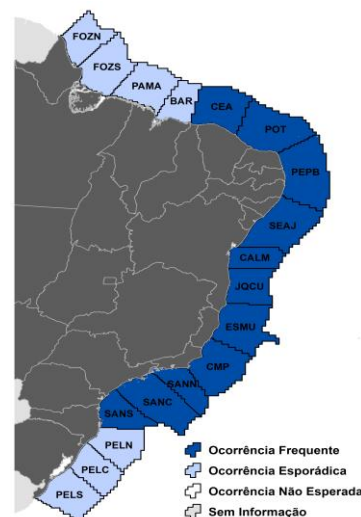 FOZN
FOZS
PAMA
BAR
CEA
POT
PEPB
SEAJ
CALM
JQCU
ESMU
CMP
SANN
SANC
SANS
PELN
PELC
PELS
Ocorrência Frequente
Ocorrência Esporádica
Ocorrência Não Esperada
Sem Informação